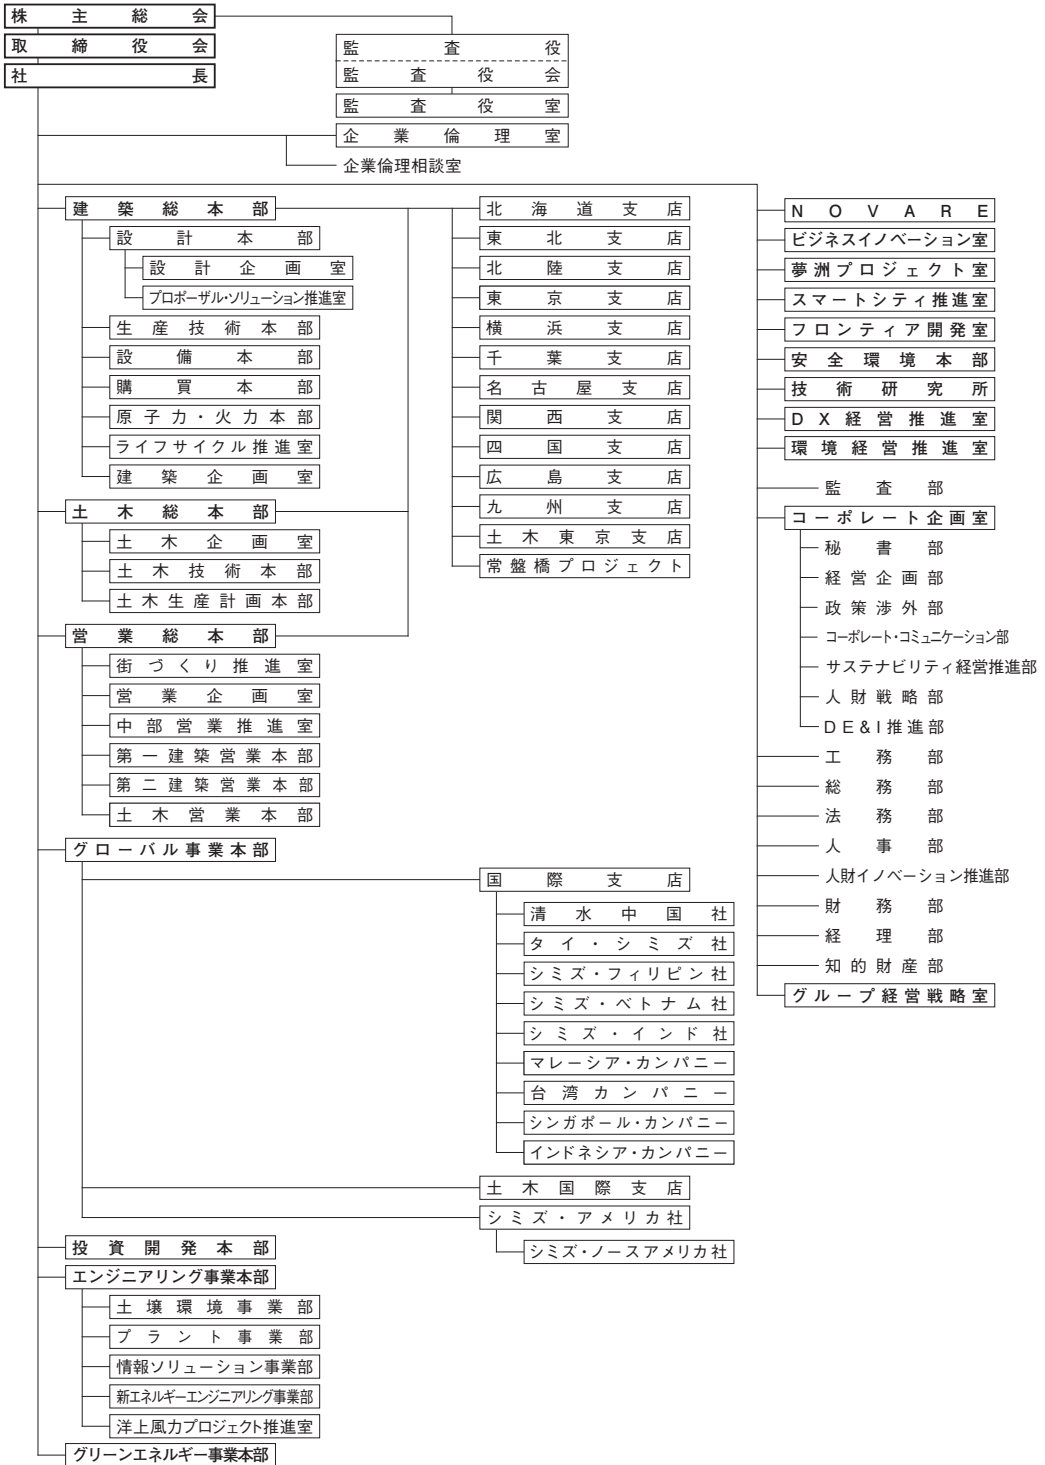 株主総会
取締役会
社長
監査役
監査役会
監査役室
企業倫理室
企業倫理相談室
建築総本部
設計本部
設計企画室
プロポーザル・ソリューション推進室
生産技術本部
設備本部
購買本部
原子力・火力本部
ライフサイクル推進室
建築企画室
土木総本部
土木企画室
土木技術本部
土木生産計画本部
営業総本部
街づくり推進室
営業企画室
中部営業推進室
第一建築営業本部
第二建築営業本部
土木営業本部
北海道支店
東北支店
北陸支店
東京支店
横浜支店
千葉支店
名古屋支店
関西支店
四国支店
広島支店
九州支店
土木東京支店
常盤橋プロジェクト
グローバル事業本部
国際支店
清水中国社
タイ・シミズ社
シミズ・フィリピン社
シミズ・ベトナム社
シミズ・インド社
マレーシア・カンパニー
台湾カンパニー
シンガポール・カンパニー
インドネシア・カンパニー
土木国際支店
シミズ・アメリカ社
シミズ・ノースアメリカ社
投資開発本部
エンジニアリング事業本部
土壌環境事業部
プラント事業部
情報ソリューション事業部
新エネルギーエンジニアリング事業部
洋上風力プロジェクト推進室
グリーンエネルギー事業本部
NOVARE
ビジネスイノベーション室
夢洲プロジェクト室
スマートシティ推進室
フロンティア開発室
安全環境本部
技術研究所
DX経営推進室
環境経営推進室
監査部
コーポレート企画室
秘書部
経営企画部
政策渉外部
コーポレート・コミュニケーション部
サステナビリティ経営推進部
人財戦略部
DE&I推進部
工務部
総務部
法務部
人事部
人財イノベーション推進部
財務部
経理部
知的財産部
グループ経営戦略室